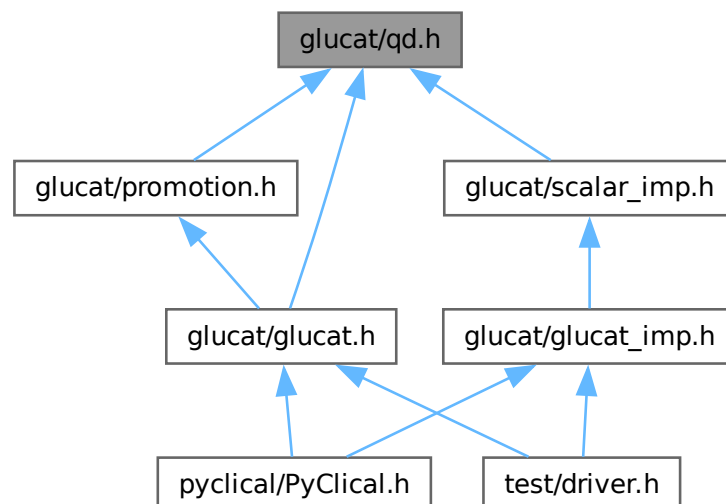 glucat/qd.h
glucat/promotion.h
glucat/scalar_imp.h
glucat/glucat.h
glucat/glucat_imp.h
pyclical/PyClical.h
test/driver.h